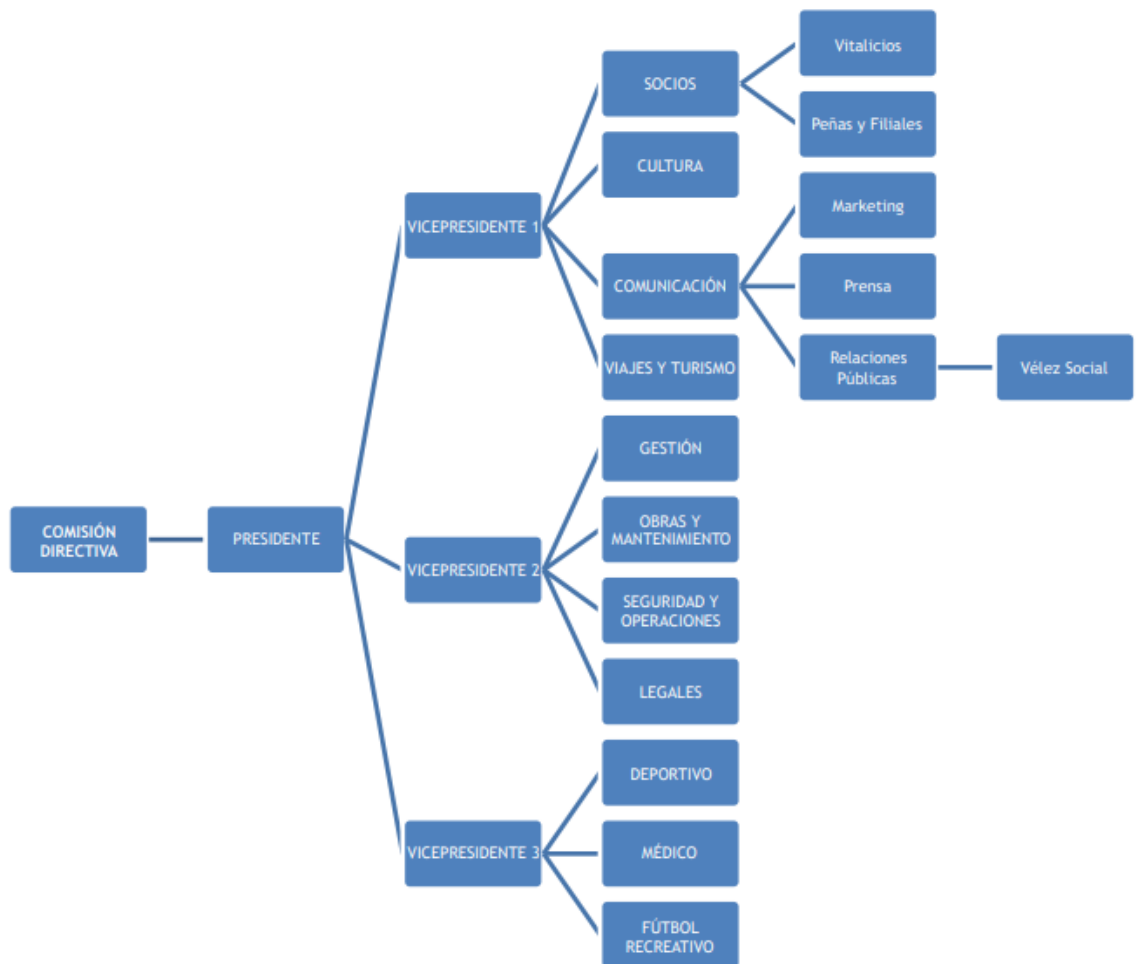 Vitalicios
SOCIOS
Peñas y Filiales
CULTURA
Marketing
VICEPRESIDENTE 1
COMUNICACIÓN
Prensa
VIAJES Y TURISMO
Relaciones
Públicas
Vélez Social
GESTIÓN
COMISIÓN
DIRECTIVA
PRESIDENTE
OBRAS Y
MANTENIMIENTO
VICEPRESIDENTE 2
SEGURIDAD Y
OPERACIONES
LEGALES
DEPORTIVO
VICEPRESIDENTE 3
MÉDICO
FÚTBOL
RECREATIVO